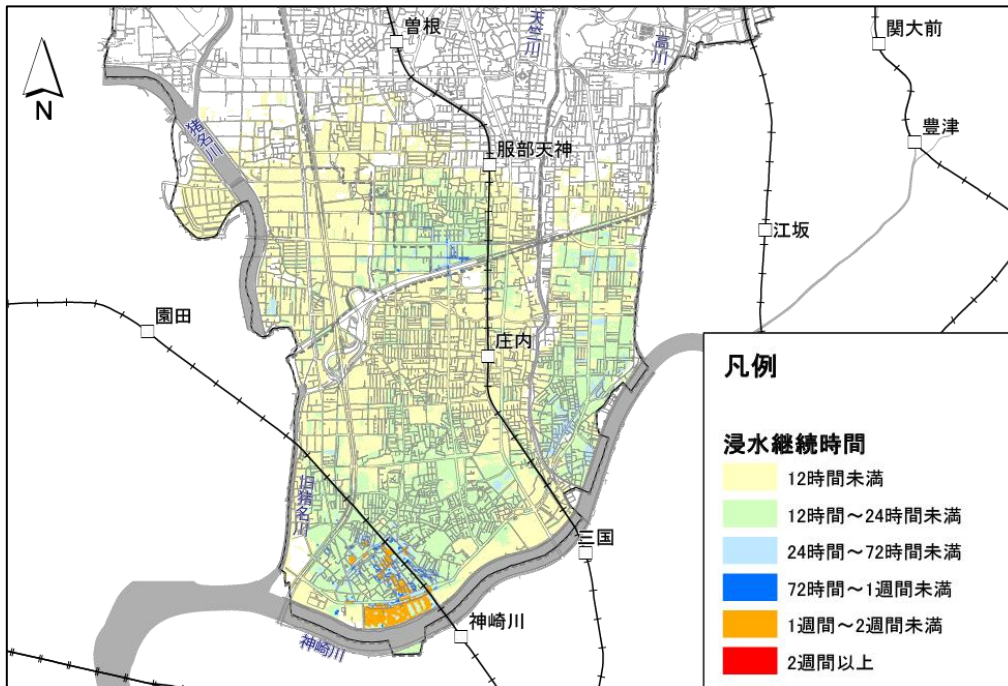 曽根
天竺川
高川
関大前
N
猪名川
豊津
服部天神
江坂
園田
庄内
旧猪名川
三国
神崎川
神崎川
凡例
浸水継続時間
12時間未満
12時間~24時間未満
24時間~72時間未満
72時間~1週間未満
1週間~2週間未満
2週間以上